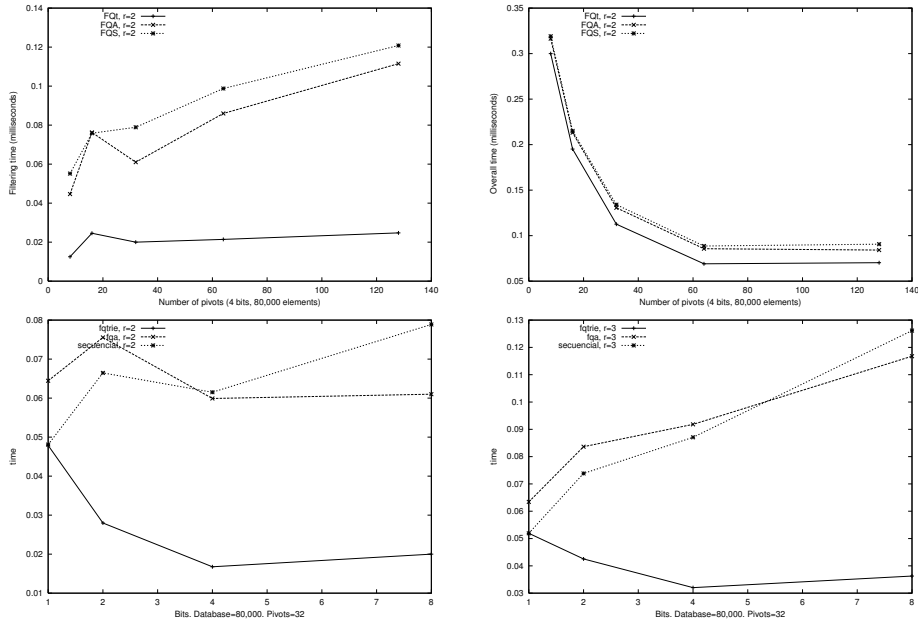 FQt, r=2
FQA, r=2
FQS, r=2
0.14
0.12
0.1
0.08
0.06
0.04
0.02
0
Filtering time (milliseconds)
0 20 40 60 80 100 120 140
Number of pivots (4 bits, 80,000 elements)
FQt, r=2
FQA, r=2
FQS, r=2
0.35
0.3
0.25
0.2
0.15
0.1
0.05
Overall time (milliseconds)
0 20 40 60 80 100 120 140
Number of pivots (4 bits, 80,000 elements)
fqtrie, r=2
fqa, r=2
secuencial, r=2
0.08
0.07
0.06
0.05
0.04
0.03
0.02
0.01
time
1 2 3 4 5 6 7 8
Bits. Database=80,000. Pivots=32
fqtrie, r=3
fqa, r=3
secuencial, r=3
0.13
0.12
0.11
0.1
0.09
0.08
0.07
0.06
0.05
0.04
0.03
time
1 2 3 4 5 6 7 8
Bits. Database=80,000. Pivots=32